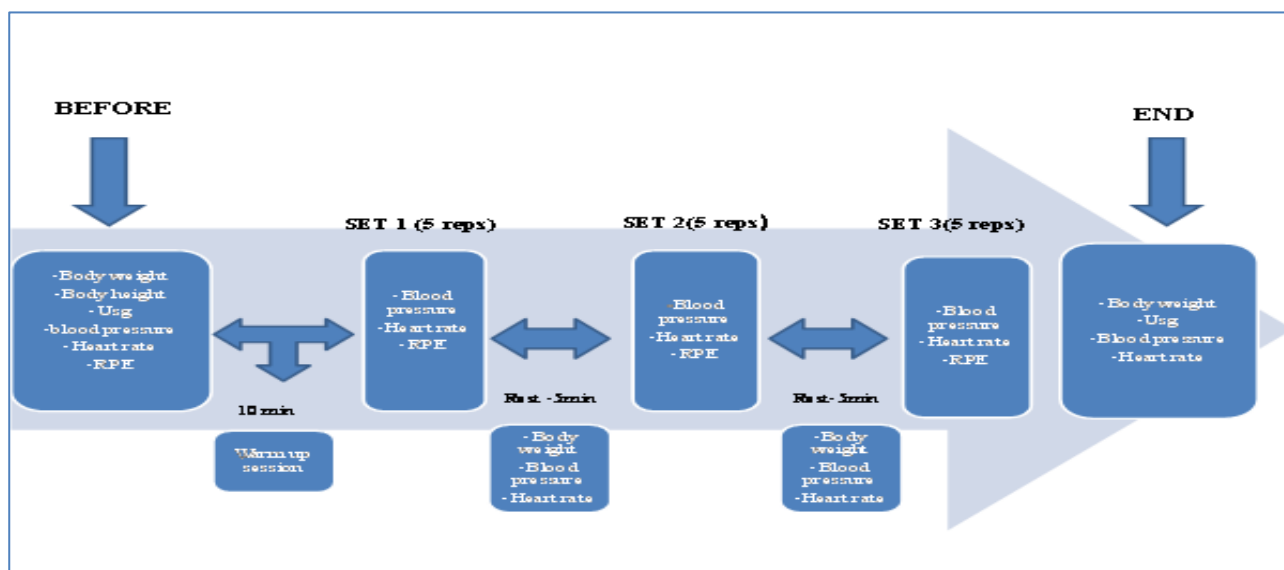 BEFORE
END
SET 1 (5 reps)
SET 2(5 reps)
SET 3(5 reps)
-Body weight
-Body height
-Usg
-blood pressure
-Heart rate
-RPE
10 min
Warm up
session
-Blood
pressure
-Heart rate
-RPE
Rest -5min
-Body
weight
-Blood
pressure
-Heart rate
-Blood
pressure
-Heart rate
-RPE
Rest-5min
-Body
weight
-Blood
pressure
-Heart rate
-Blood
pressure
-Heart rate
-RPE
-Body weight
-Usg
-Blood pressure
-Heart rate